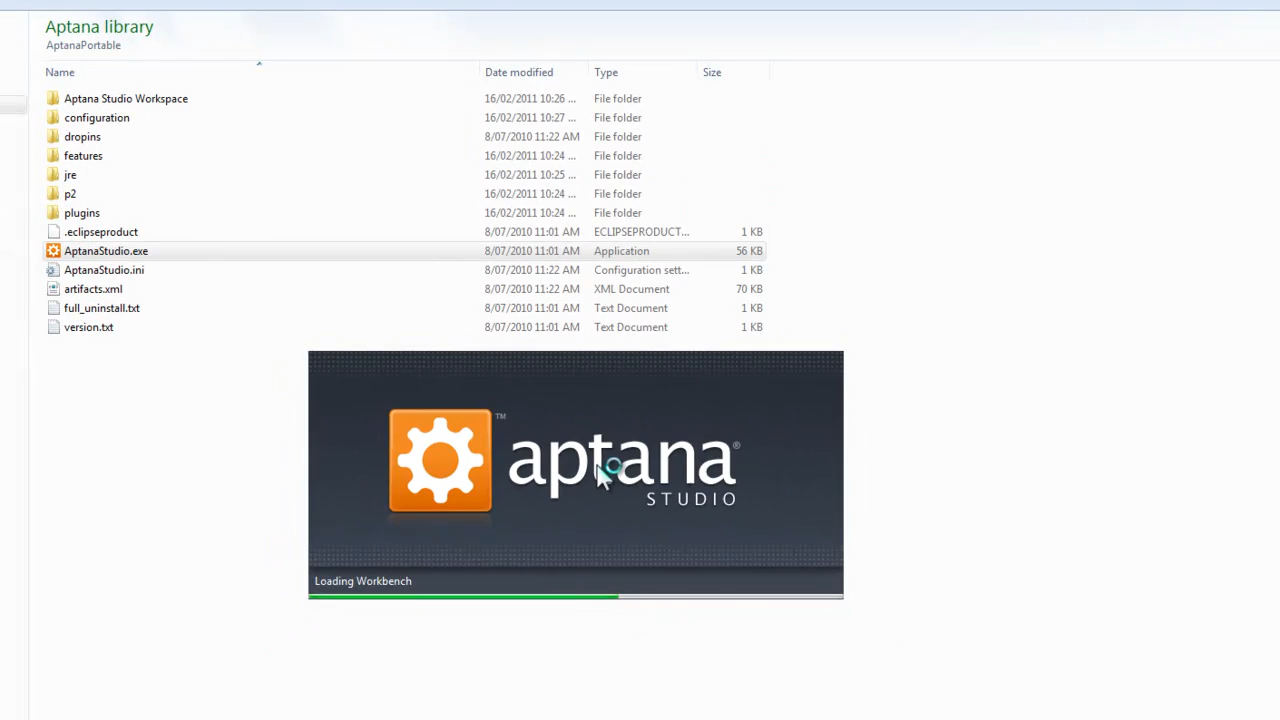 Aptana library
AptanaPortable
Name Date modified Type Size
Aptana Studio Workspace 16/02/2011 10:26 ... File folder
configuration 16/02/2011 10:27 ... File folder
dropins 8/07/2010 11:22 AM File folder
features 16/02/2011 10:24 ... File folder
jre 16/02/2011 10:25 ... File folder
p2 16/02/2011 10:24 ... File folder
plugins 16/02/2011 10:24 ... File folder
.eclipseproduct 8/07/2010 11:01 AM ECLIPSEPRODUCT... 1 KB
AptanaStudio.exe 8/07/2010 11:01 AM Application 56 KB
AptanaStudio.ini 8/07/2010 11:22 AM Configuration sett... 1 KB
artifacts.xml 8/07/2010 11:22 AM XML Document 70 KB
full_uninstall.txt 8/07/2010 11:01 AM Text Document 1 KB
version.txt 8/07/2010 11:01 AM Text Document 1 KB
™ aptana®
STUDIO
Loading Workbench